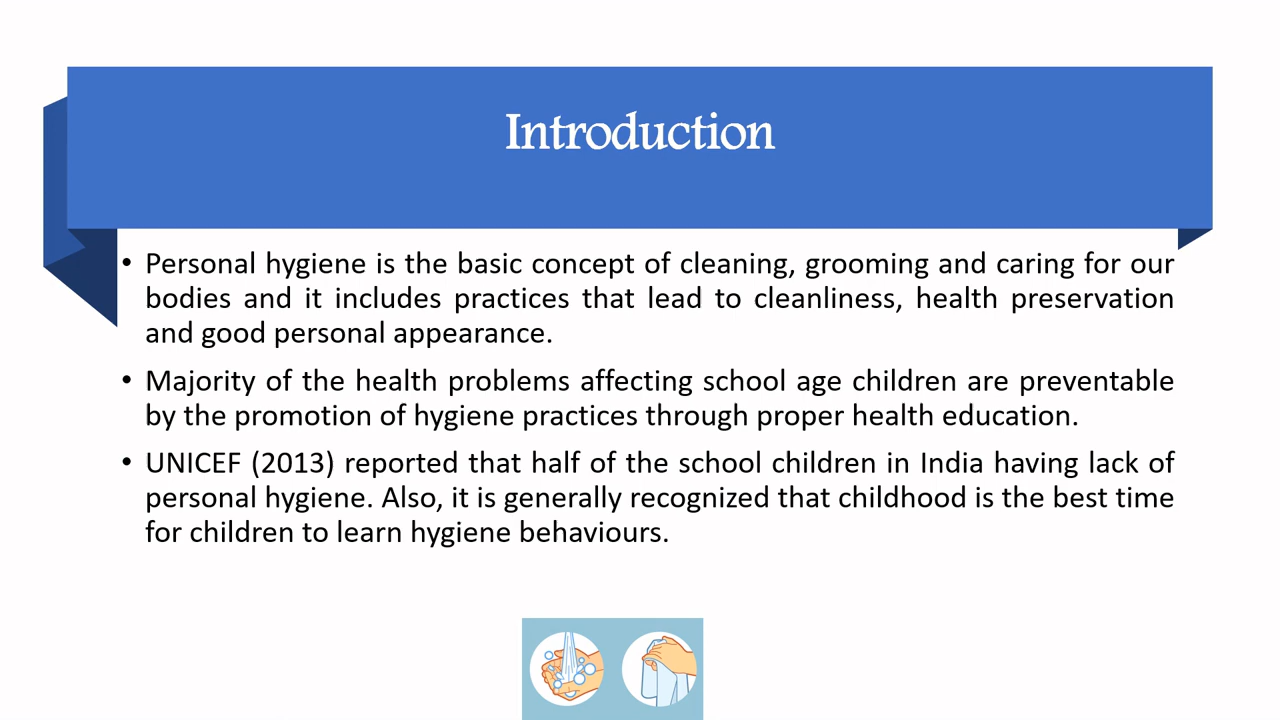 Introduction
• Personal hygiene is the basic concept of cleaning, grooming and caring for our
bodies and it includes practices that lead to cleanliness, health preservation
and good personal appearance.
• Majority of the health problems affecting school age children are preventable
by the promotion of hygiene practices through proper health education.
• UNICEF (2013) reported that half of the school children in India having lack of
personal hygiene. Also, it is generally recognized that childhood is the best time
for children to learn hygiene behaviours.